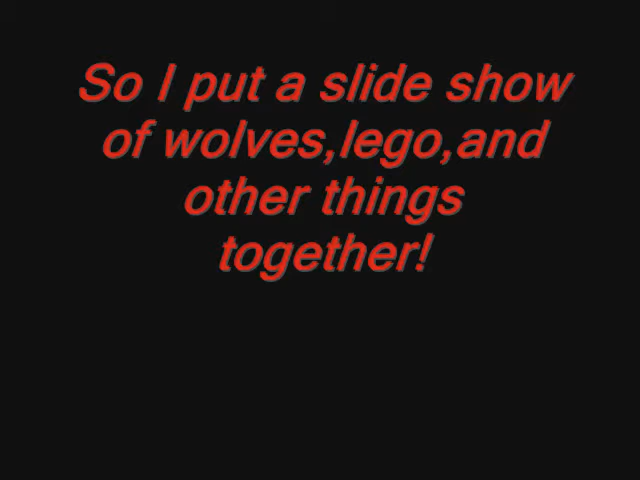 So I put a slide show
of wolves,lego,and
other things
together!